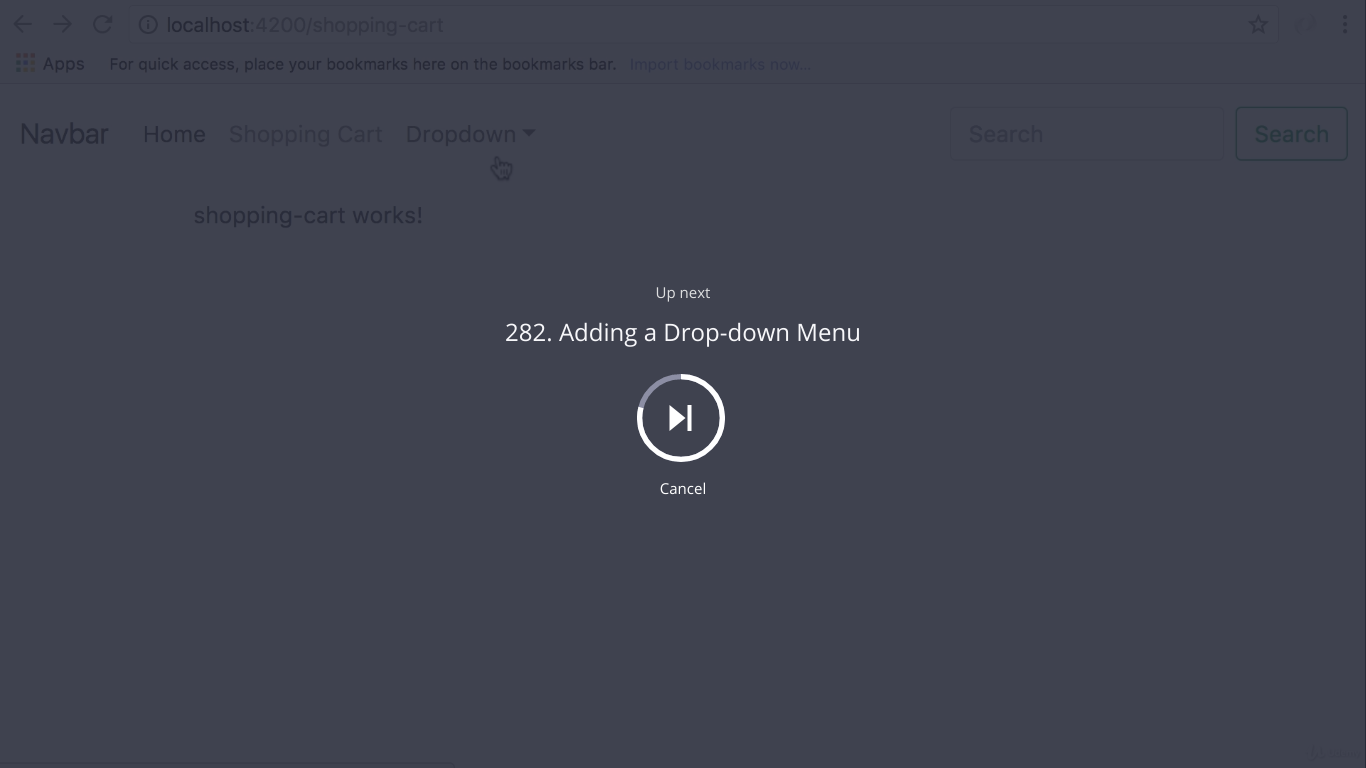 localhost:4200/shopping-cart
Apps For quick access, place your bookmarks here on the bookmarks bar. Import bookmarks now...
Navbar Home Shopping Cart Dropdown Search Search
shopping-cart works!
Up next
282. Adding a Drop-down Menu
Cancel